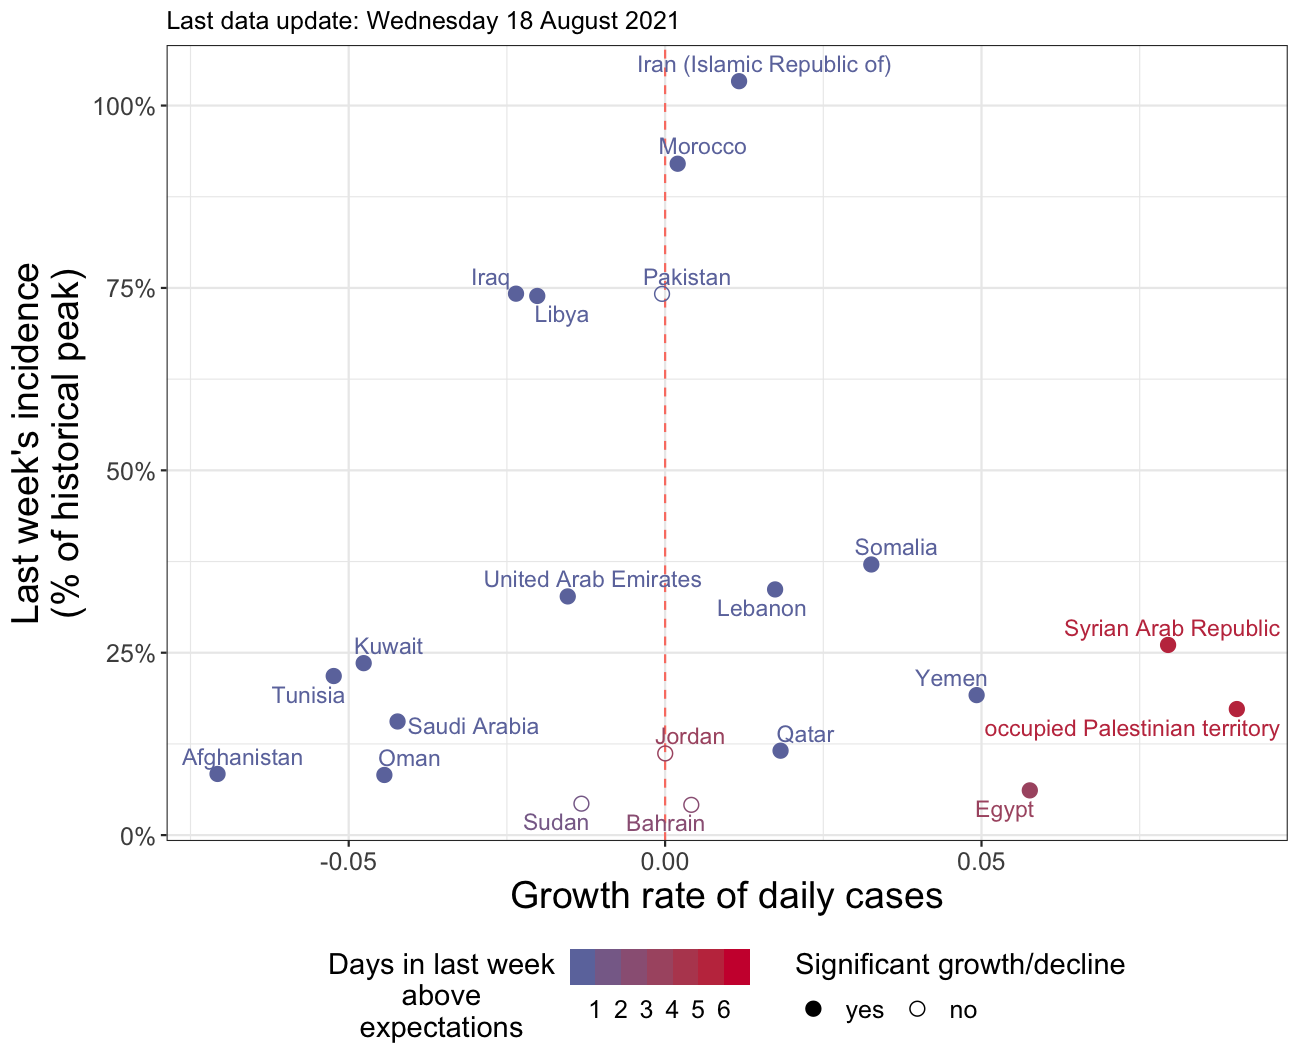 Last data update: Wednesday 18 August 2021
Iran (Islamic Republic of)
100%
Morocco
Iraq
Pakistan
75%
Libya
Last week's incidence
(% of historical peak)
50%
Somalia
United Arab Emirates
Lebanon
Syrian Arab Republic
Kuwait
25%
Yemen
Tunisia
Saudi Arabia
occupied Palestinian territory
Jordan
Qatar
Afghanistan
Oman
Egypt
Sudan
Bahrain
0%
-0.05
0.00
0.05
Growth rate of daily cases
Days in last week
above
expectations
1 2 3 4 5 6
Significant growth/decline
yes
no